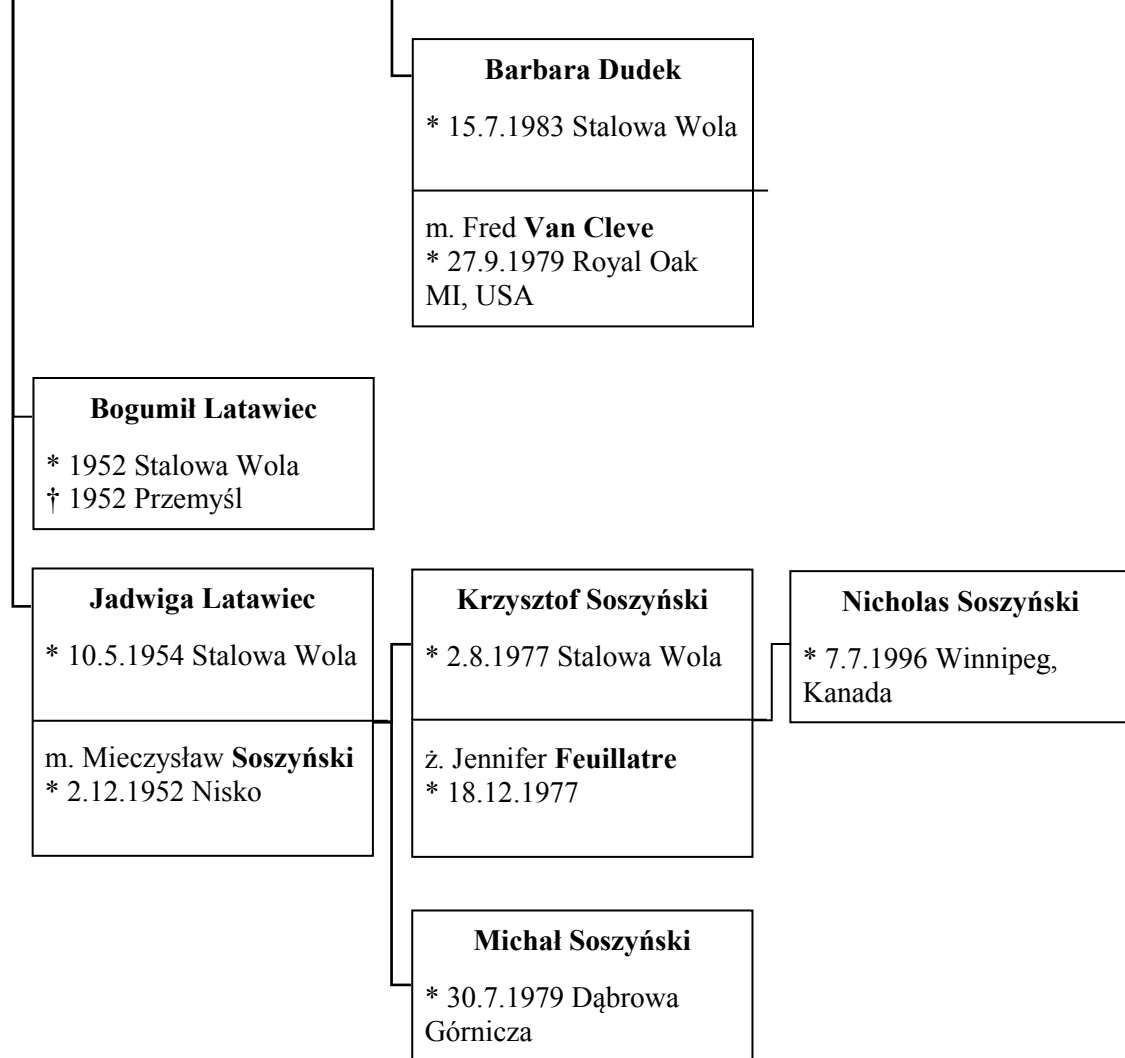 Barbara Dudek
* 15.7.1983 Stalowa Wola
m. Fred Van Cleve
* 27.9.1979 Royal Oak
MI, USA
Bogumił Latawiec
* 1952 Stalowa Wola
† 1952 Przemyśl
Jadwiga Latawiec
* 10.5.1954 Stalowa Wola
m. Mieczysław Soszyński
* 2.12.1952 Nisko
Krzysztof Soszyński
* 2.8.1977 Stalowa Wola
ż. Jennifer Feuillatre
* 18.12.1977
Nicholas Soszyński
* 7.7.1996 Winnipeg,
Kanada
Michał Soszyński
* 30.7.1979 Dąbrowa
Górnicza